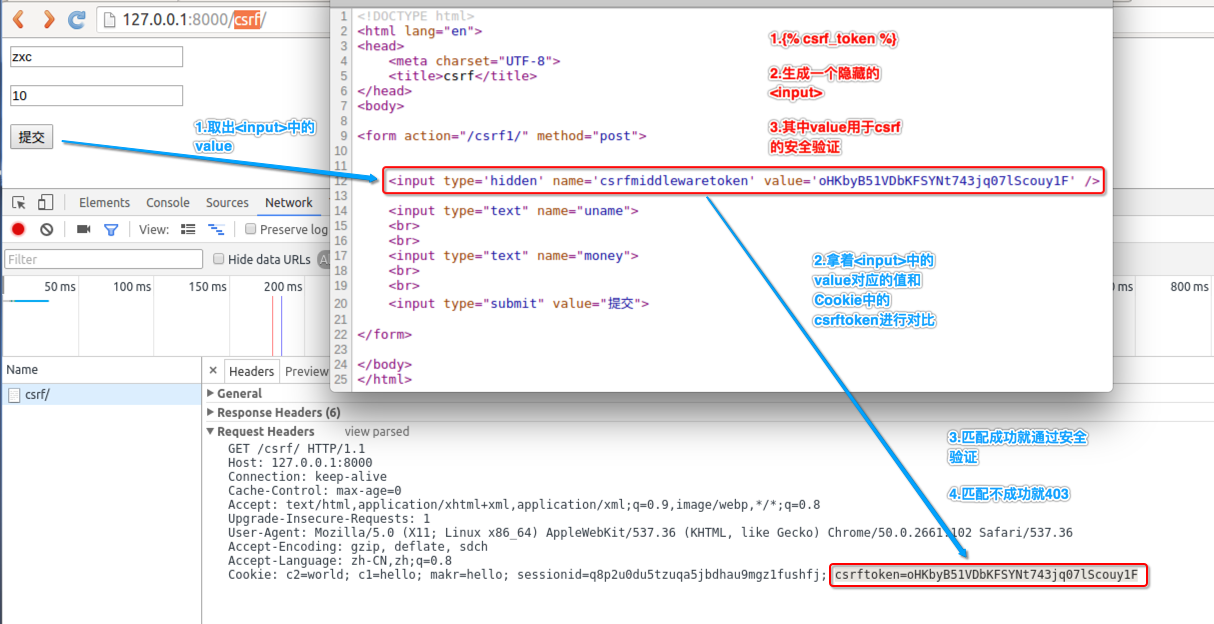 127.0.0.1:8000/csrf/
zxc
10
提交
1.取出<input>中的
value
1 <!DOCTYPE html>
2 <html lang="en">
3 <head>
4 <meta charset="UTF-8">
5 <title>csrf</title>
6 </head>
7 <body>
8
9 <form action="/csrf1/" method="post">
10
11
12 <input type='hidden' name='csrfmiddlewaretoken' value='oHKbyB51VDbKFSYNt743jq07lScouy1F' />
13
14 <input type="text" name="uname">
15 <br>
16 <br>
17 <input type="text" name="money">
18 <br>
19 <br>
20 <input type="submit" value="提交">
21
22 </form>
23
24 </body>
25 </html>
1.{% csrf_token %}
2.生成一个隐藏的
<input>
3.其中value用于csrf
的安全验证
2.拿着<input>中的
value对应的值和
Cookie中的
csrftoken进行对比
Elements Console Sources Network
View: Preserve log
Filter Hide data URLs
50 ms 100 ms 150 ms 200 ms 800 ms
Name
csrf/
× Headers Preview
General
Response Headers (6)
Request Headers view parsed
GET /csrf/ HTTP/1.1
Host: 127.0.0.1:8000
Connection: keep-alive
Cache-Control: max-age=0
Accept: text/html,application/xhtml+xml,application/xml;q=0.9,image/webp,*/*;q=0.8
Upgrade-Insecure-Requests: 1
User-Agent: Mozilla/5.0 (X11; Linux x86_64) AppleWebKit/537.36 (KHTML, like Gecko) Chrome/50.0.2661.102 Safari/537.36
Accept-Encoding: gzip, deflate, sdch
Accept-Language: zh-CN,zh;q=0.8
Cookie: c2=world; c1=hello; makr=hello; sessionid=q8p2u0du5tzuqa5jbdhau9mgz1fushfj; csrftoken=oHKbyB51VDbKFSYNt743jq07lScouy1F
3.匹配成功就通过安全
验证
4.匹配不成功就403